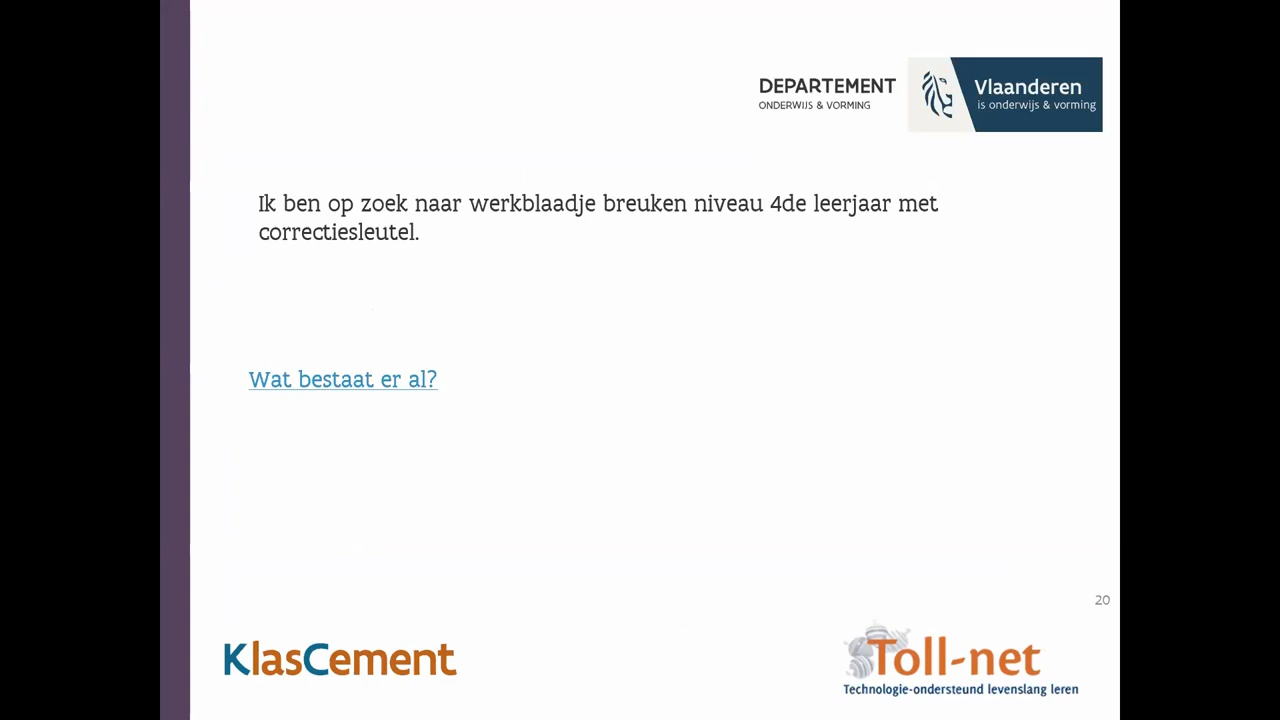 DEPARTEMENT
ONDERWIJS & VORMING
Vlaanderen
is onderwijs & vorming
Ik ben op zoek naar werkblaadje breuken niveau 4de leerjaar met
correctiesleutel.
Wat bestaat er al?
20
KlasCement
Toll-net
Technologie-ondersteund levenslang leren